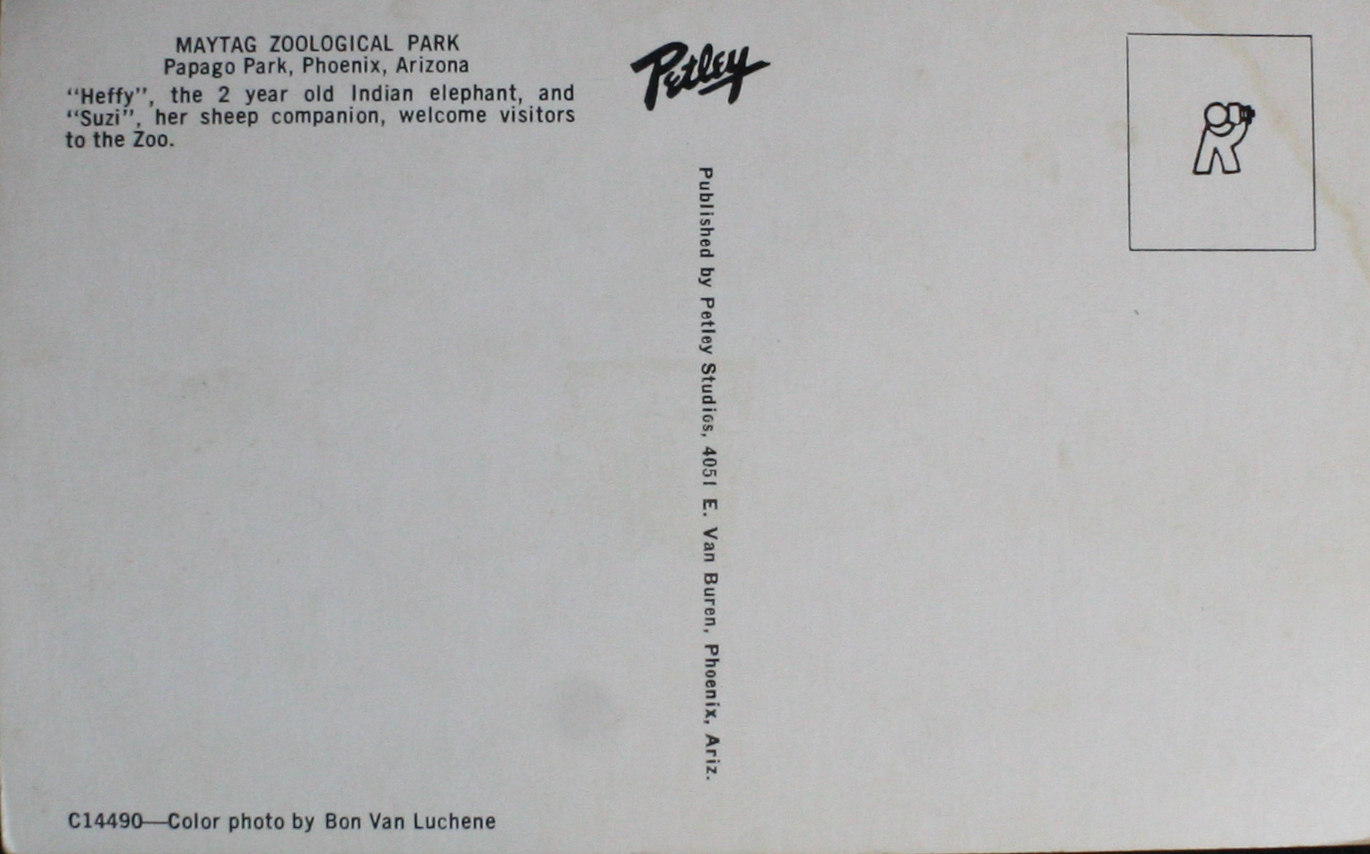 MAYTAG ZOOLOGICAL PARK
Papago Park, Phoenix, Arizona
“Heffy”, the 2 year old Indian elephant, and
“Suzi”, her sheep companion, welcome visitors
to the Zoo.
Petley
Published by Petley Studios, 4051 E. Van Buren, Phoenix, Ariz.
C14490—Color photo by Bon Van Luchene